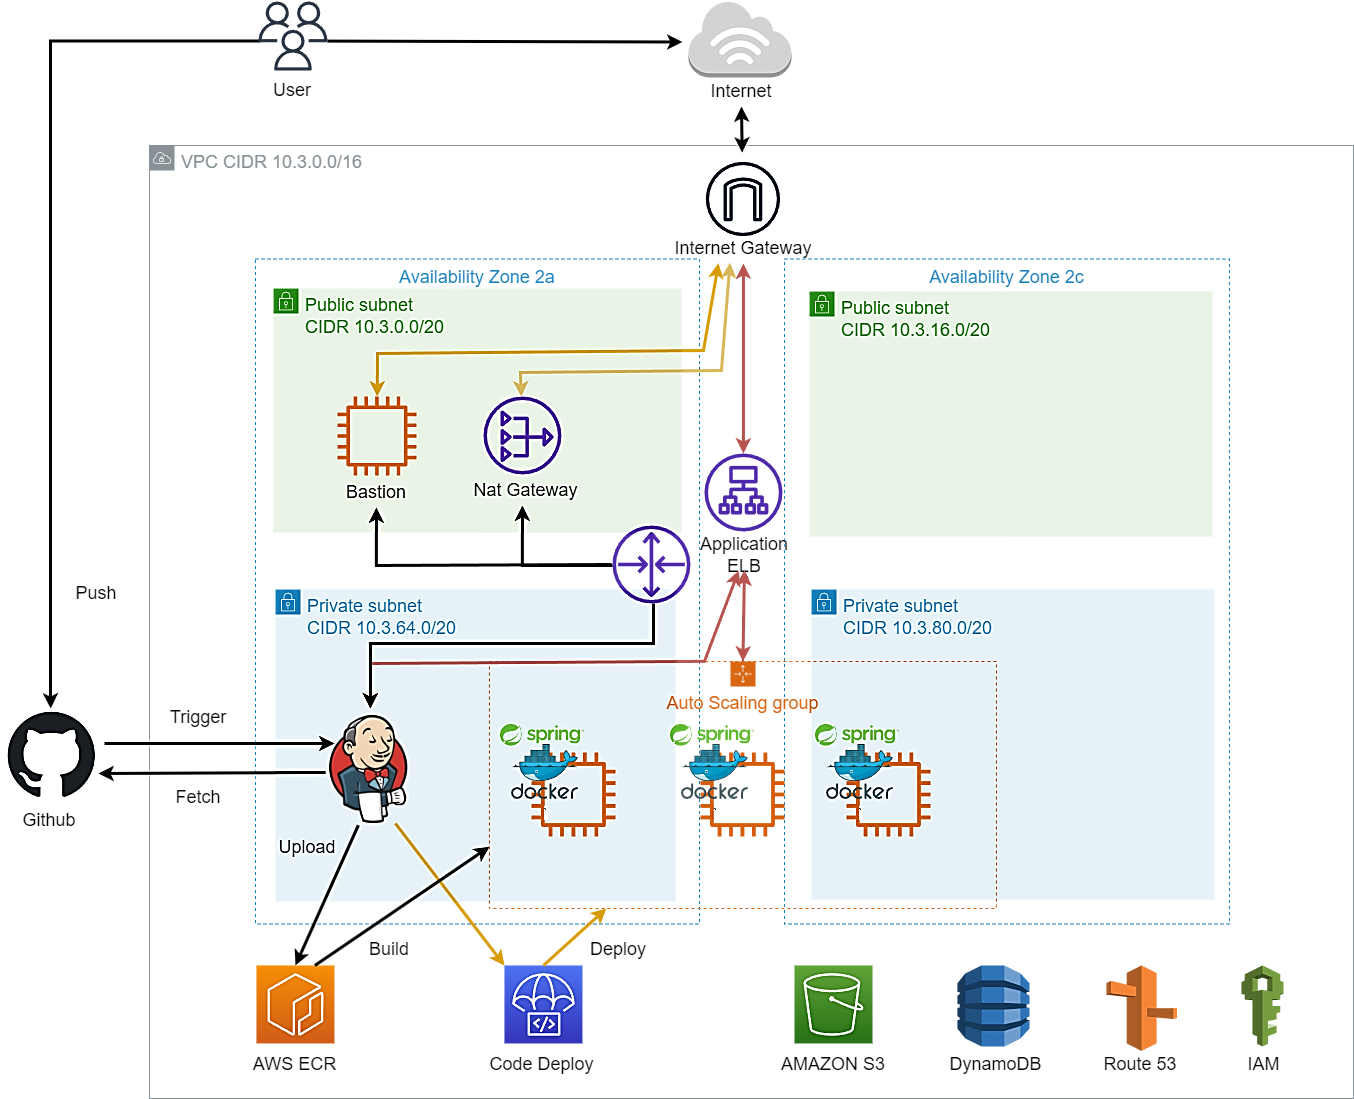 User
Internet
VPC CIDR 10.3.0.0/16
Internet Gateway
Availability Zone 2a
Availability Zone 2c
Public subnet
CIDR 10.3.0.0/20
Public subnet
CIDR 10.3.16.0/20
Bastion
Nat Gateway
Application
ELB
Push
Private subnet
CIDR 10.3.64.0/20
Private subnet
CIDR 10.3.80.0/20
Auto Scaling group
Trigger
spring
docker
spring
docker
spring
docker
Fetch
Github
Upload
Build
Deploy
AWS ECR
Code Deploy
AMAZON S3
DynamoDB
Route 53
IAM